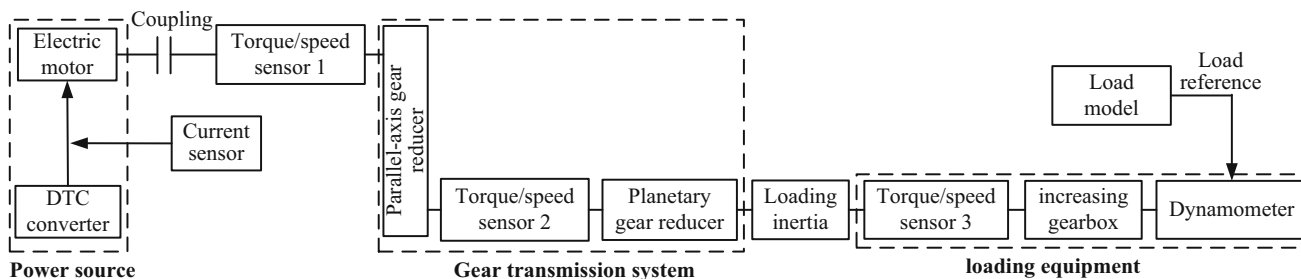 Electric
motor
Coupling
Torque/speed
sensor 1
Current
sensor
DTC
converter
Power source
Parallel-axis gear
reducer
Torque/speed
sensor 2
Planetary
gear reducer
Gear transmission system
Loading
inertia
Load
model
Load
reference
Torque/speed
sensor 3
increasing
gearbox
Dynamometer
loading equipment